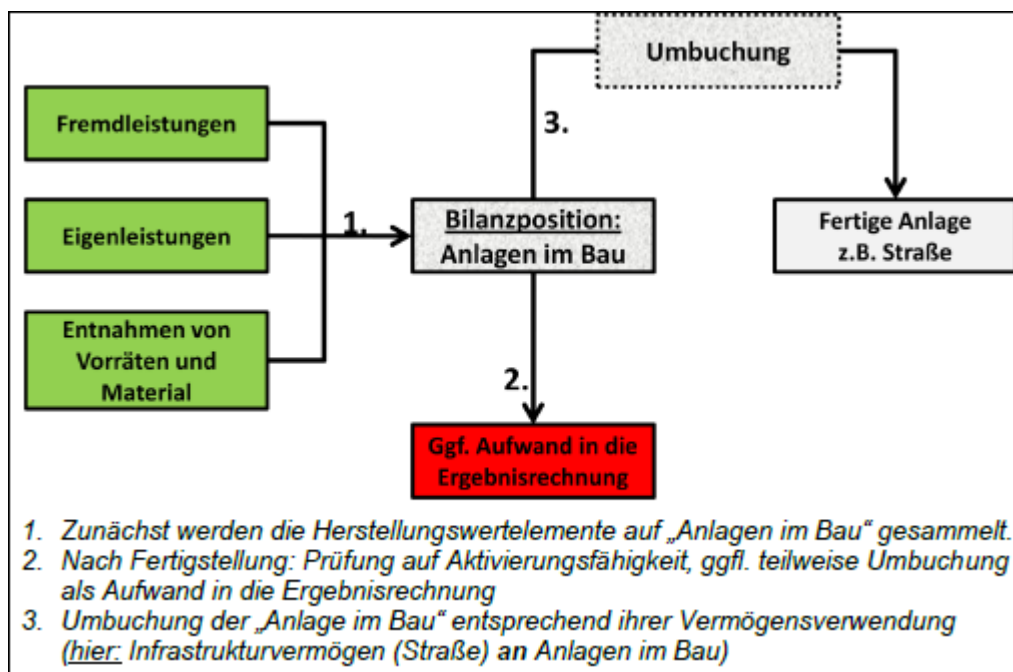 Umbuchung
Fremdleistungen
3.
Eigenleistungen
1.
Bilanzposition:
Anlagen im Bau
Fertige Anlage
z.B. Straße
Entnahmen von
Vorräten und
Material
2.
Ggf. Aufwand in die
Ergebnisrechnung
1. Zunächst werden die Herstellungswertelemente auf „Anlagen im Bau“ gesammelt.
2. Nach Fertigstellung: Prüfung auf Aktivierungsfähigkeit, ggfl. teilweise Umbuchung
als Aufwand in die Ergebnisrechnung
3. Umbuchung der „Anlage im Bau“ entsprechend ihrer Vermögensverwendung
(hier: Infrastrukturvermögen (Straße) an Anlagen im Bau)